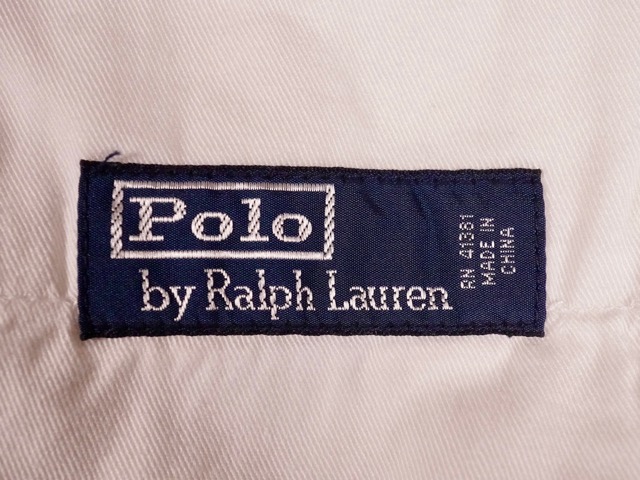 Polo
by Ralph Lauren
RN 41381
MADE IN
CHINA